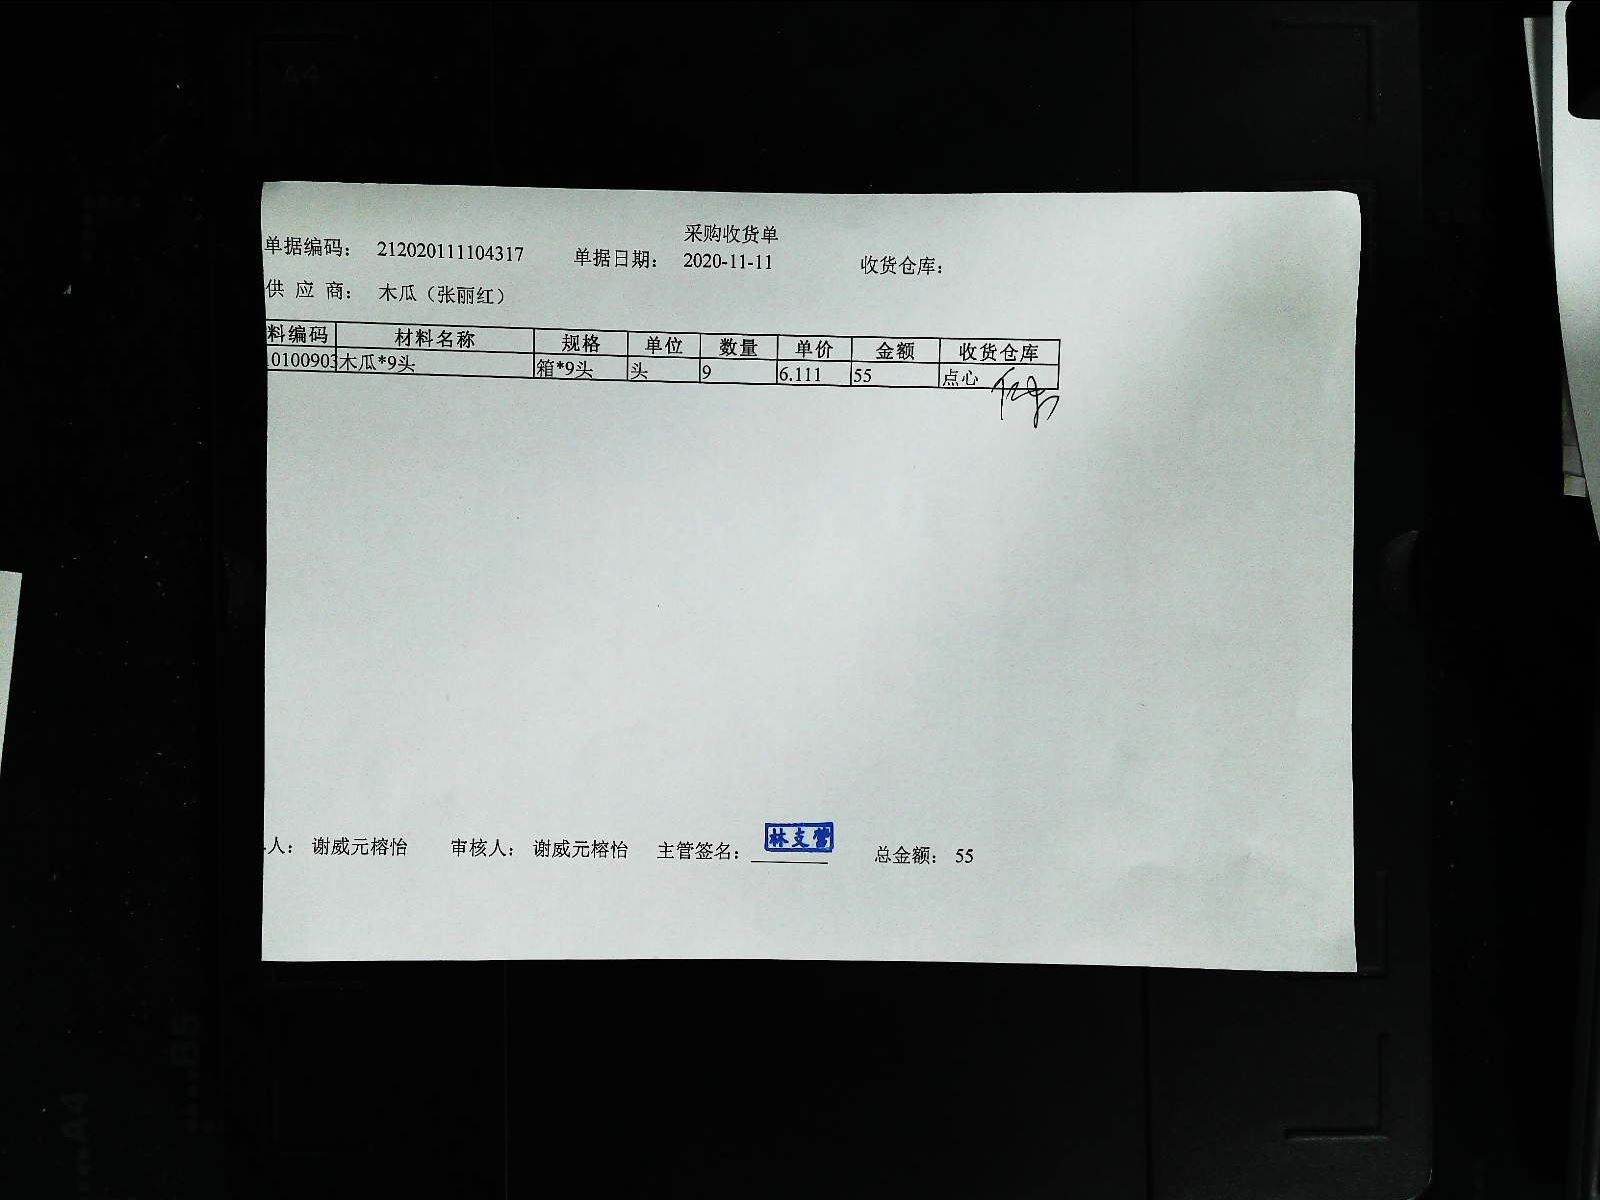 采购收货单
单据编码： 212020111104317 单据日期： 2020-11-11 收货仓库：
供 应 商： 木瓜（张丽红）
料编码 材料名称 规格 单位 数量 单价 金额 收货仓库
10100903 木瓜*9头 箱*9头 头 9 6.111 55 点心
人： 谢威元榕怡 审核人： 谢威元榕怡 主管签名： 林支营 总金额： 55
A4
B5
A4